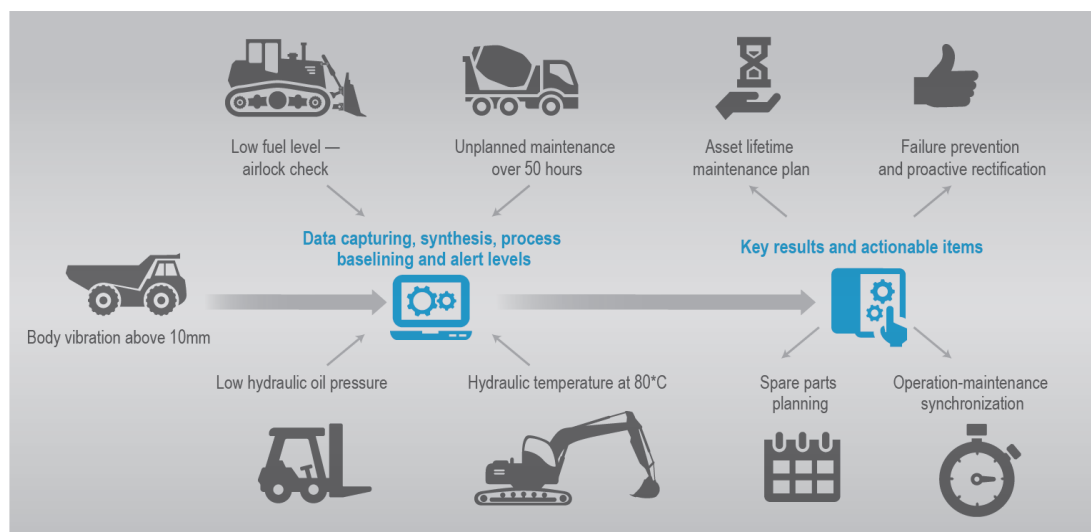 Low fuel level —
airlock check
Unplanned maintenance
over 50 hours
Asset lifetime
maintenance plan
Failure prevention
and proactive rectification
Data capturing, synthesis, process
baselining and alert levels
Key results and actionable items
Body vibration above 10mm
Low hydraulic oil pressure
Hydraulic temperature at 80*C
Spare parts
planning
Operation-maintenance
synchronization